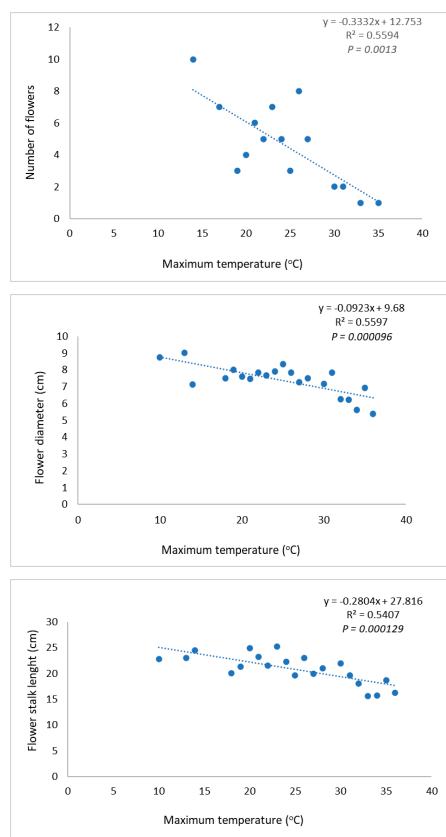 y = -0.3332x + 12.753
R² = 0.5594
P = 0.0013
12
10
8
6
4
2
0
Number of flowers
0 5 10 15 20 25 30 35 40
Maximum temperature (°C)
y = -0.0923x + 9.68
R² = 0.5597
P = 0.000096
10
9
8
7
6
5
4
3
2
1
0
Flower diameter (cm)
0 10 20 30 40
Maximum temperature (°C)
y = -0.2804x + 27.816
R² = 0.5407
P = 0.000129
30
25
20
15
10
5
0
Flower stalk lenght (cm)
0 5 10 15 20 25 30 35 40
Maximum temperature (°C)